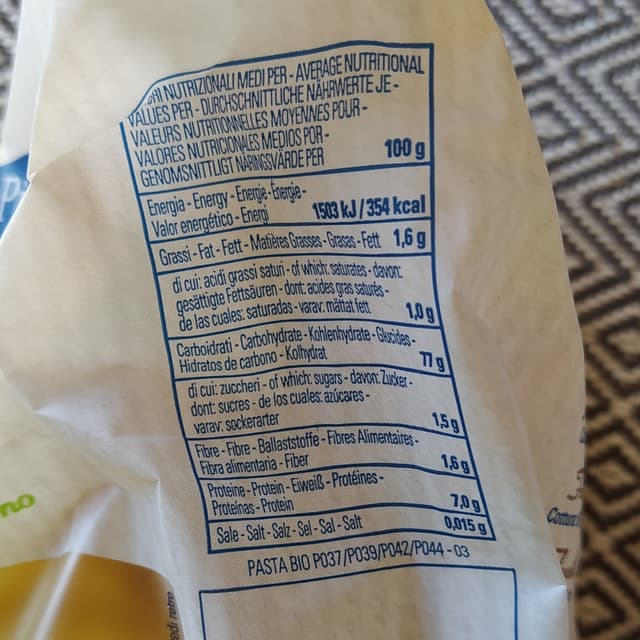 NUTRIZIONALI MEDI PER - AVERAGE NUTRITIONAL
VALUES PER - DURCHSCHNITTLICHE NÄHRWERTE JE -
VALEURS NUTRITIONNELLES MOYENNES POUR -
VALORES NUTRICIONALES MEDIOS POR -
GENOMSNITTLIGT NÄRINGSVÄRDE PER 100 g
Energia - Energy - Energie - Énergie -
Valor energético - Energi 1503 kJ / 354 kcal
Grassi - Fat - Fett - Matières Grasses - Grasas - Fett 1,6 g
di cui: acidi grassi saturi - of which: saturates - davon:
gesättigte Fettsäuren - dont: acides gras saturés -
de las cuales: saturadas - varav: mättat fett 1,0 g
Carboidrati - Carbohydrate - Kohlenhydrate - Glucides -
Hidratos de carbono - Kolhydrat 77 g
di cui: zuccheri - of which: sugars - davon: Zucker -
dont: sucres - de los cuales: azúcares -
varav: sockerarter 1,5 g
Fibre - Fibre - Ballaststoffe - Fibres Alimentaires -
Fibra alimentaria - Fiber 1,6 g
Proteine - Protein - Eiweiß - Protéines -
Proteínas - Protein 7,0 g
Sale - Salt - Salz - Sel - Sal - Salt 0,015 g
PASTA BIO P037/P039/P042/P044 - 03